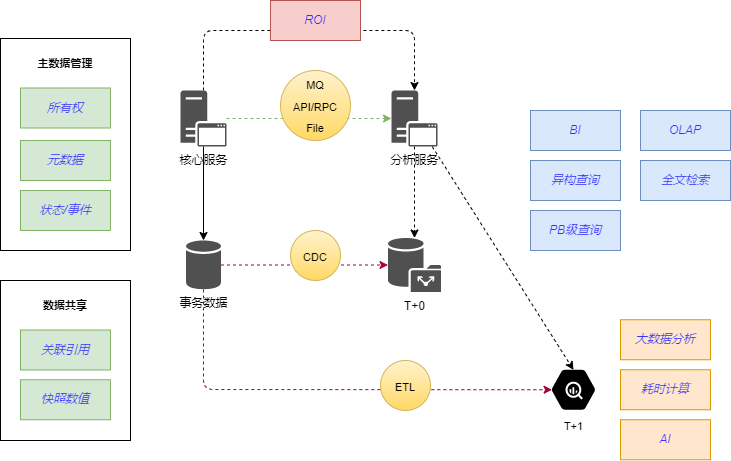 ROI
主数据管理
所有权
元数据
状态/事件
数据共享
关联引用
快照数值
MQ
API/RPC
File
核心服务
分析服务
CDC
事务数据
T+0
ETL
T+1
BI
OLAP
异构查询
全文检索
PB级查询
大数据分析
耗时计算
AI